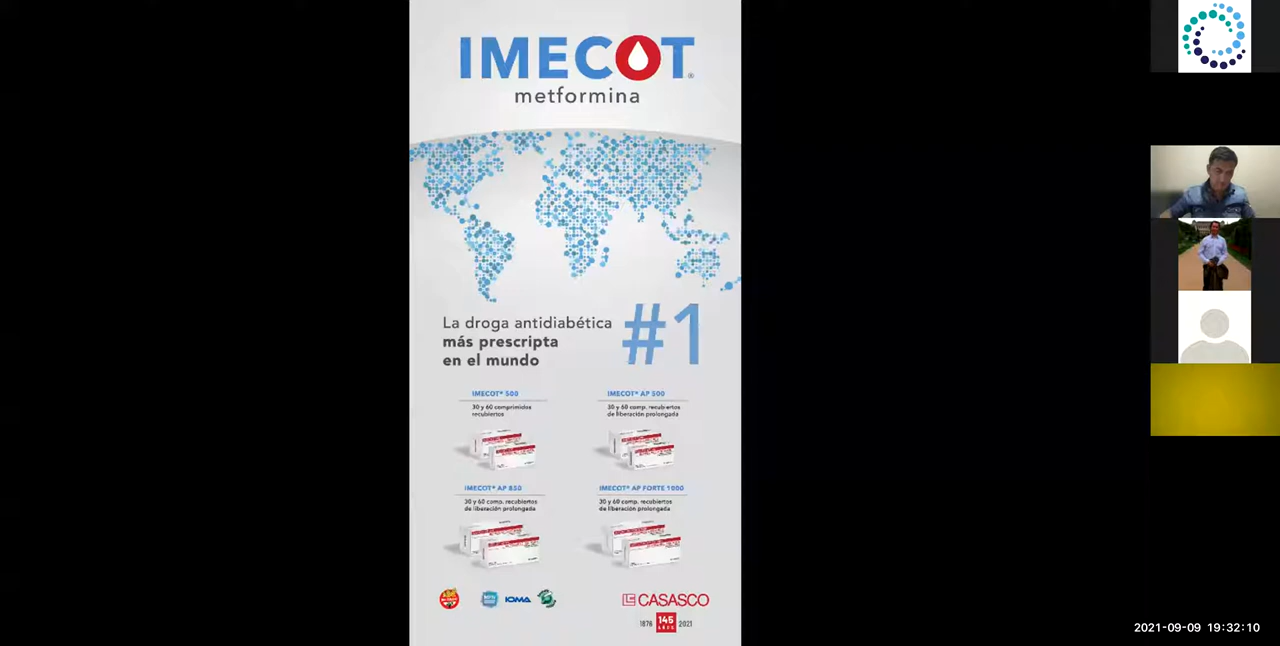 IMECOT®
metformina
La droga antidiabética
más prescripta
en el mundo
#1
IMECOT® 500
30 y 60 comprimidos
recubiertos
IMECOT® AP 500
30 y 60 comp. recubiertos
de liberación prolongada
IMECOT® AP 850
30 y 60 comp. recubiertos
de liberación prolongada
IMECOT® AP FORTE 1000
30 y 60 comp. recubiertos
de liberación prolongada
IOMA
CASASCO
1876 145 AÑOS 2021
2021-09-09 19:32:10